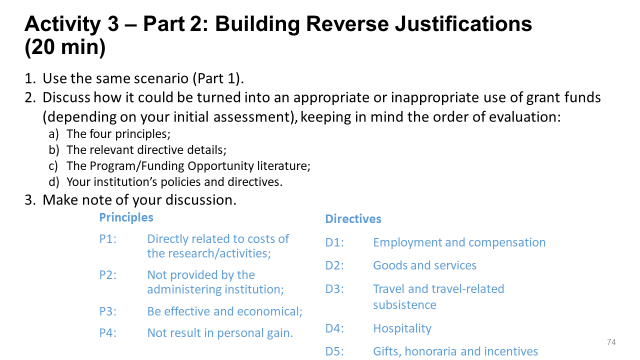 Activity 3 – Part 2: Building Reverse Justifications
(20 min)
1. Use the same scenario (Part 1).
2. Discuss how it could be turned into an appropriate or inappropriate use of grant funds
(depending on your initial assessment), keeping in mind the order of evaluation:
a) The four principles;
b) The relevant directive details;
c) The Program/Funding Opportunity literature;
d) Your institution's policies and directives.
3. Make note of your discussion.
Principles
P1: Directly related to costs of
the research/activities;
P2: Not provided by the
administering institution;
P3: Be effective and economical;
P4: Not result in personal gain.
Directives
D1: Employment and compensation
D2: Goods and services
D3: Travel and travel-related
subsistence
D4: Hospitality
D5: Gifts, honoraria and incentives
74